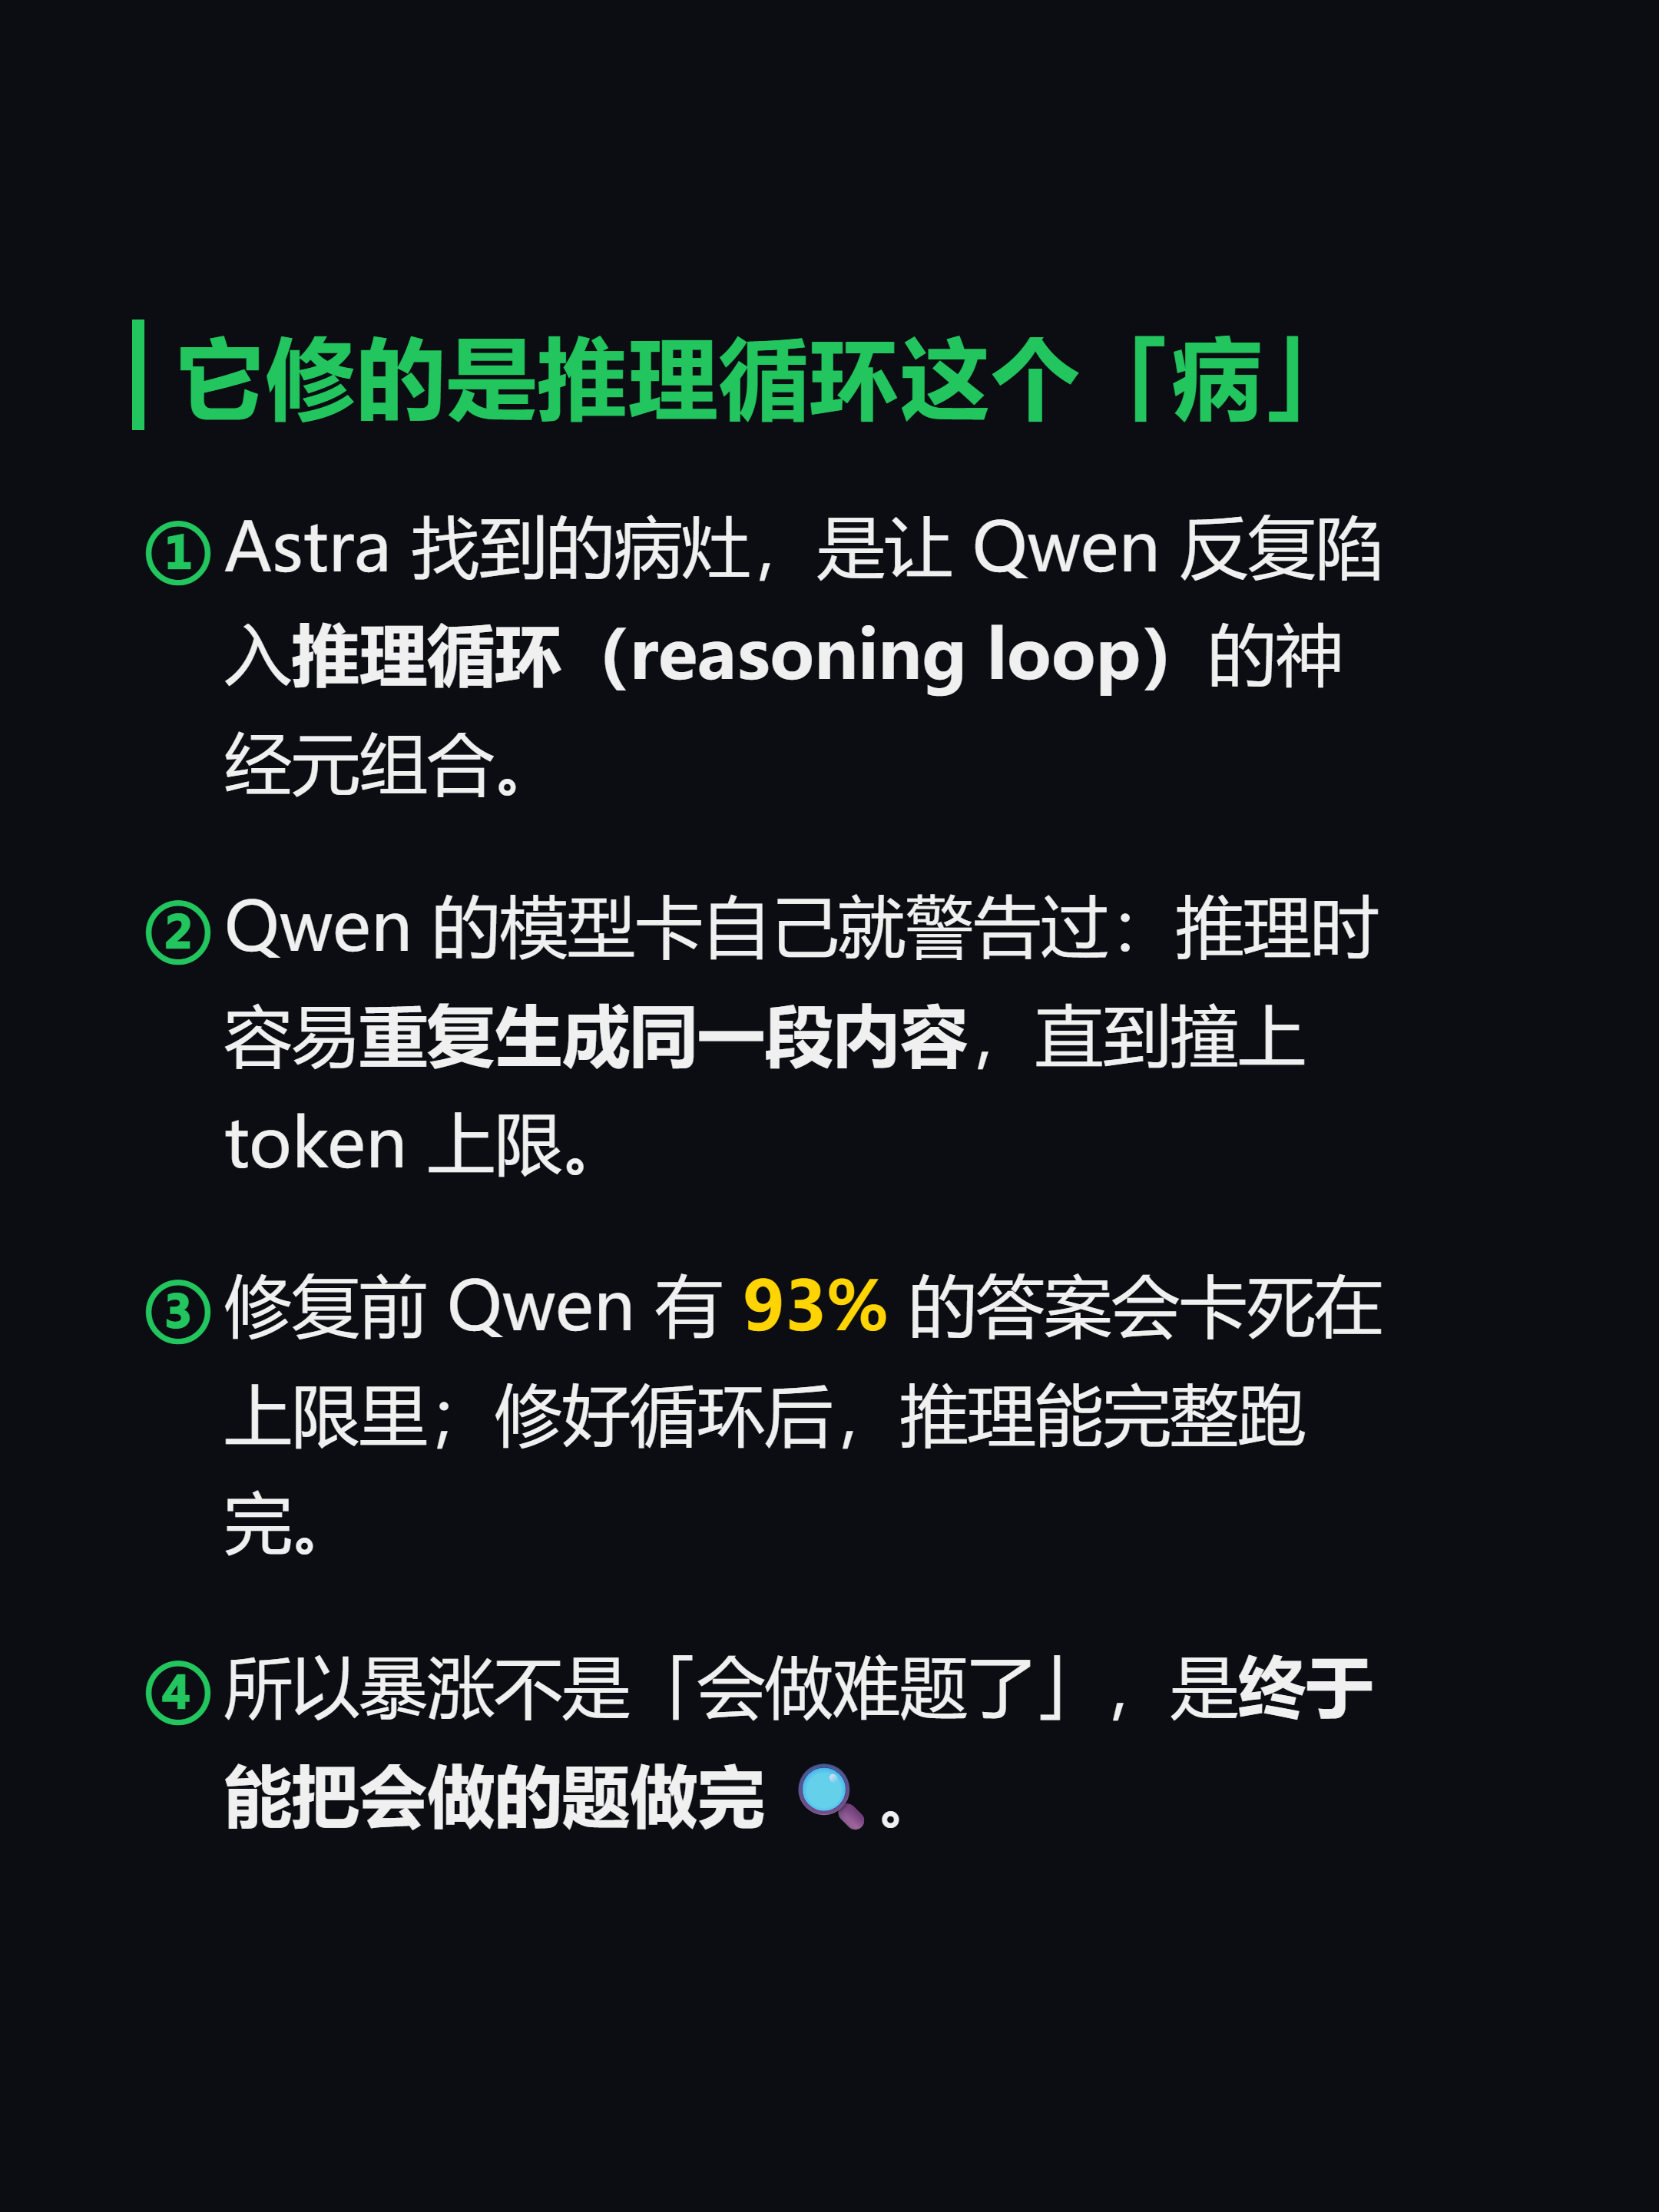 它修的是推理循环这个「病」
① Astra 找到的病灶，是让 Qwen 反复陷
入推理循环（reasoning loop）的神
经元组合。
② Qwen 的模型卡自己就警告过：推理时
容易重复生成同一段内容，直到撞上
token 上限。
③ 修复前 Qwen 有 93% 的答案会卡死在
上限里；修好循环后，推理能完整跑
完。
④ 所以暴涨不是「会做难题了」，是终于
能把会做的题做完 🔍。